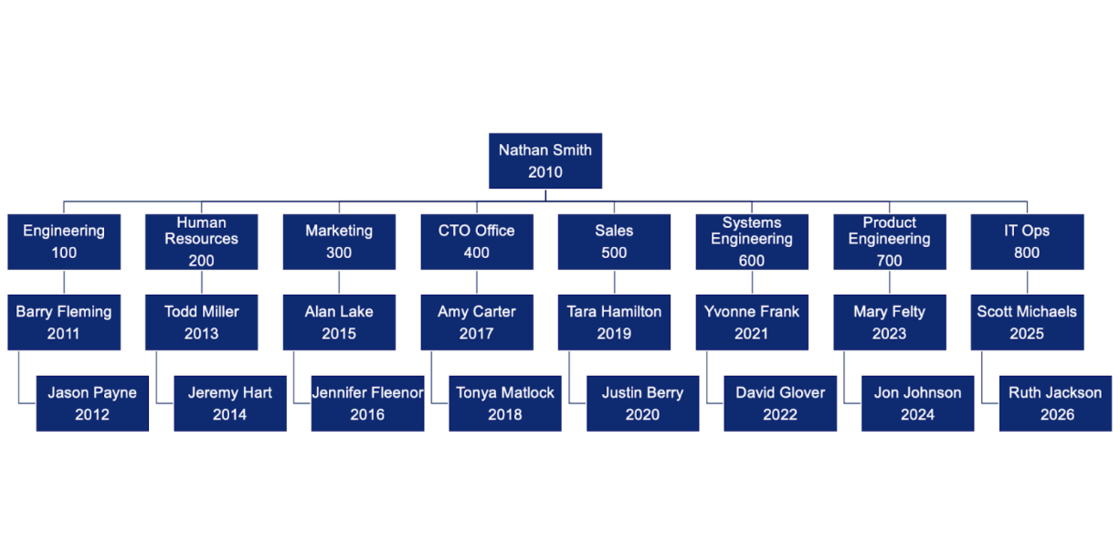 Nathan Smith
2010
Engineering
100
Human
Resources
200
Marketing
300
CTO Office
400
Sales
500
Systems
Engineering
600
Product
Engineering
700
IT Ops
800
Barry Fleming
2011
Todd Miller
2013
Alan Lake
2015
Amy Carter
2017
Tara Hamilton
2019
Yvonne Frank
2021
Mary Felty
2023
Scott Michaels
2025
Jason Payne
2012
Jeremy Hart
2014
Jennifer Fleenor
2016
Tonya Matlock
2018
Justin Berry
2020
David Glover
2022
Jon Johnson
2024
Ruth Jackson
2026